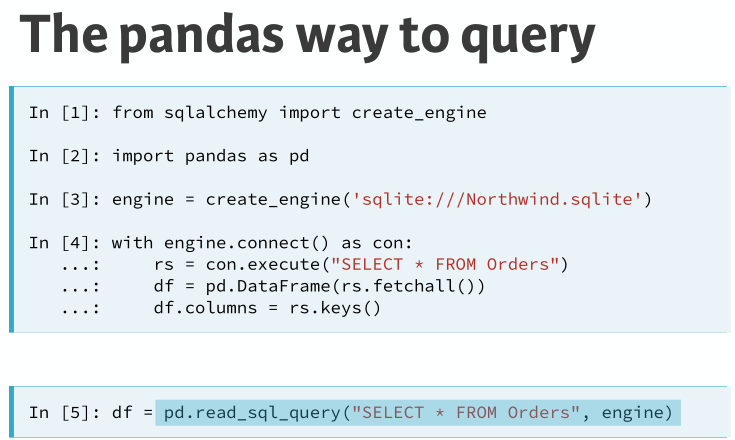 The pandas way to query
In [1]: from sqlalchemy import create_engine
In [2]: import pandas as pd
In [3]: engine = create_engine('sqlite:///Northwind.sqlite')
In [4]: with engine.connect() as con:
   ...:     rs = con.execute("SELECT * FROM Orders")
   ...:     df = pd.DataFrame(rs.fetchall())
   ...:     df.columns = rs.keys()
In [5]: df = pd.read_sql_query("SELECT * FROM Orders", engine)